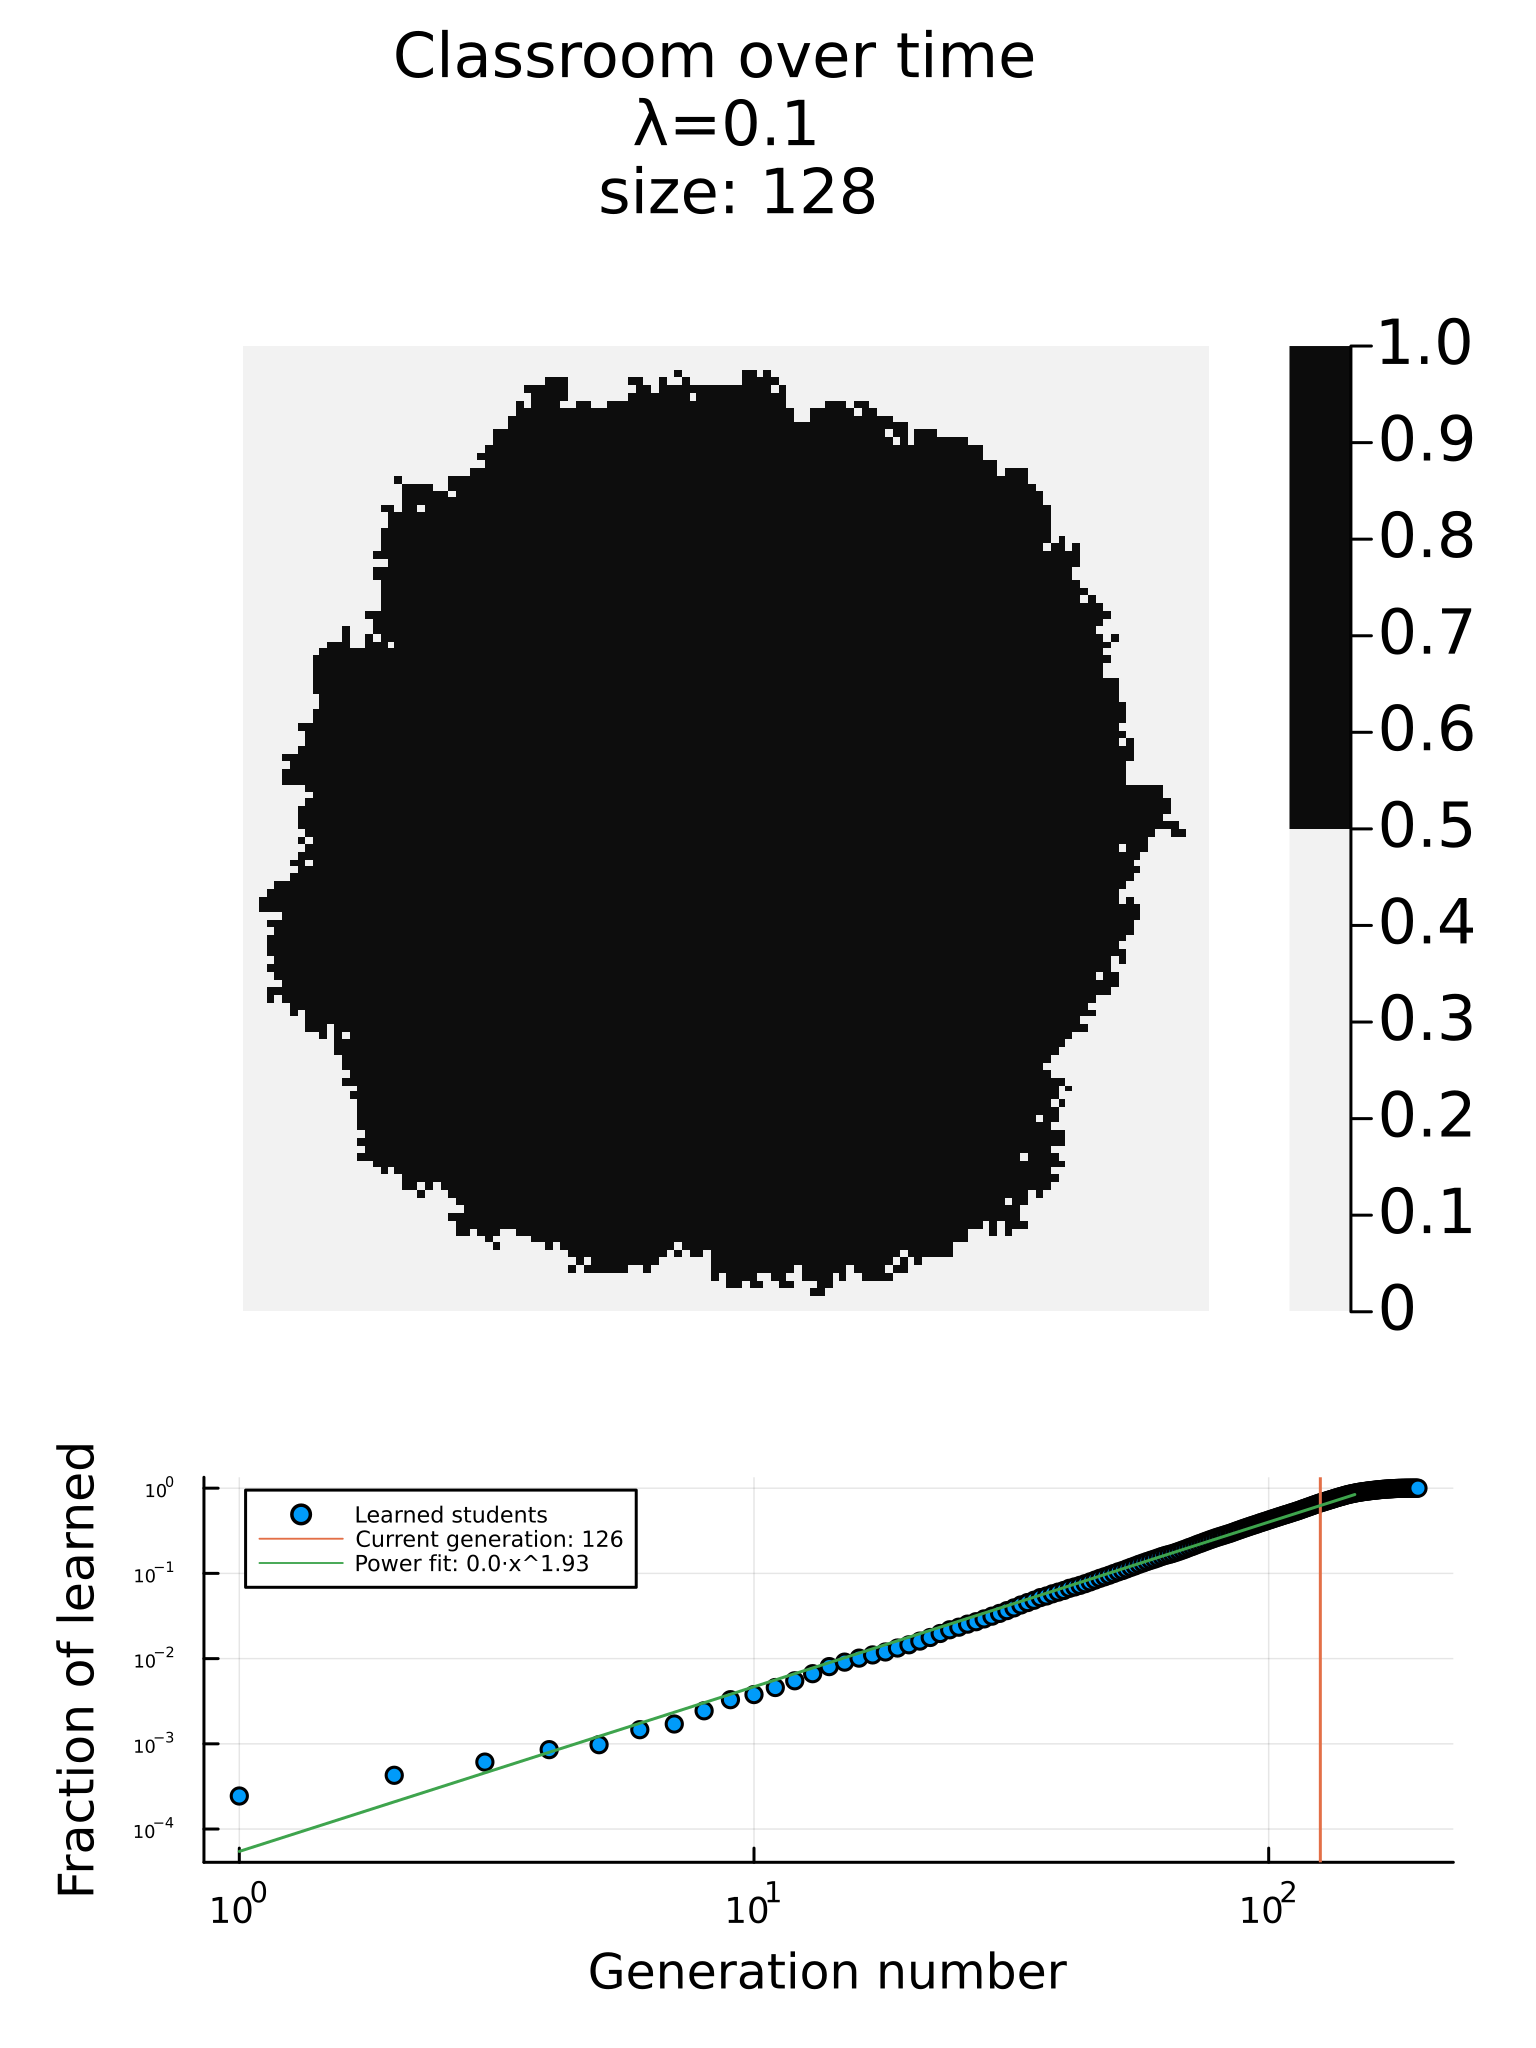 Classroom over time
λ=0.1
size: 128
1.0
0.9
0.8
0.7
0.6
0.5
0.4
0.3
0.2
0.1
0
Fraction of learned
10^0
10^-1
10^-2
10^-3
10^-4
Learned students
Current generation: 126
Power fit: 0.0·x^1.93
10^0 10^1 10^2
Generation number